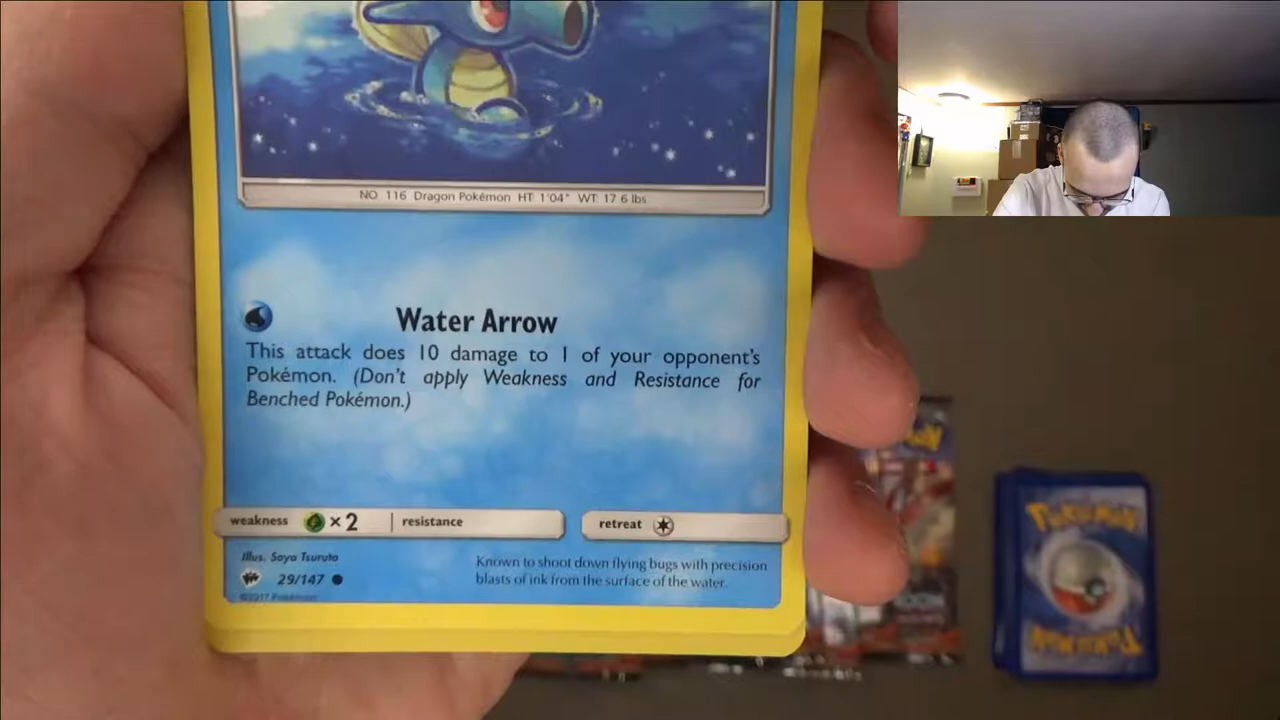 NO 116 Dragon Pokémon HT: 1'04" WT: 17 6 lbs
Water Arrow
This attack does 10 damage to 1 of your opponent's
Pokémon. (Don't apply Weakness and Resistance for
Benched Pokémon.)
weakness ×2 resistance
retreat
Illus. Saya Tsuruta
29/147
©2017 Pokémon
Known to shoot down flying bugs with precision
blasts of ink from the surface of the water.
POKéMON
POKéMON